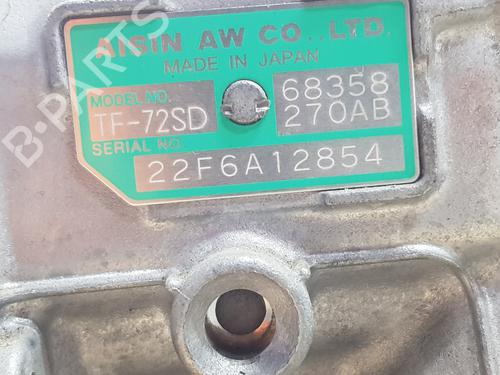 AISIN AW CO., LTD.
MADE IN JAPAN
MODEL NO.
TF-72SD
68358
270AB
SERIAL NO.
22F6A12854
B-PARTS